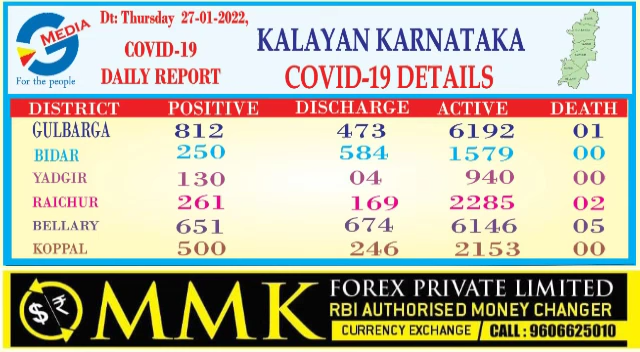 G MEDIA
For the people
Dt: Thursday 27-01-2022,
COVID-19
DAILY REPORT
KALAYAN KARNATAKA
COVID-19 DETAILS
DISTRICT POSITIVE DISCHARGE ACTIVE DEATH
GULBARGA 812 473 6192 01
BIDAR 250 584 1579 00
YADGIR 130 04 940 00
RAICHUR 261 169 2285 02
BELLARY 651 674 6146 05
KOPPAL 500 246 2153 00
$ ₹ MMK
FOREX PRIVATE LIMITED
RBI AUTHORISED MONEY CHANGER
CURRENCY EXCHANGE / CALL : 9606625010